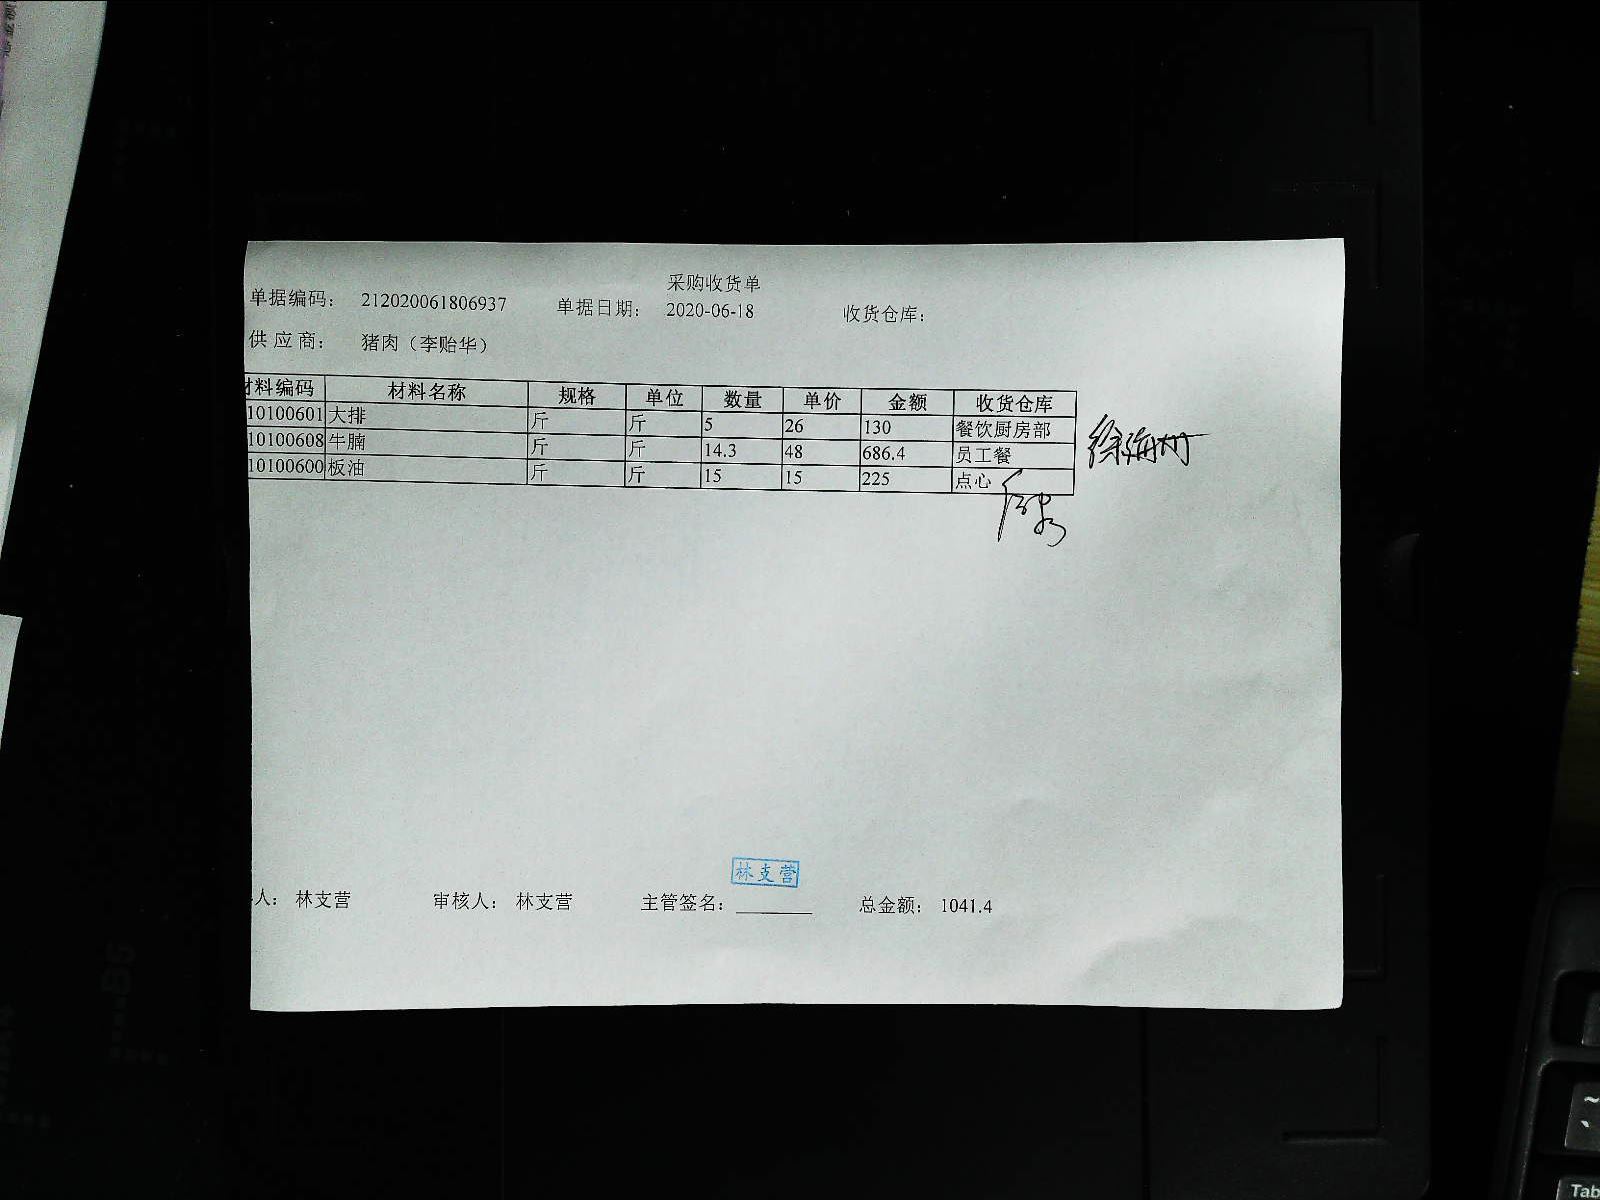 采购收货单
单据编码: 212020061806937 单据日期: 2020-06-18 收货仓库:
供应商: 猪肉（李贻华）
材料编码 材料名称 规格 单位 数量 单价 金额 收货仓库
10100601 大排 斤 斤 5 26 130 餐饮厨房部
10100608 牛腩 斤 斤 14.3 48 686.4 员工餐
10100600 板油 斤 斤 15 15 225 点心
林支营
人: 林支营 审核人: 林支营 主管签名: 总金额: 1041.4
Tab